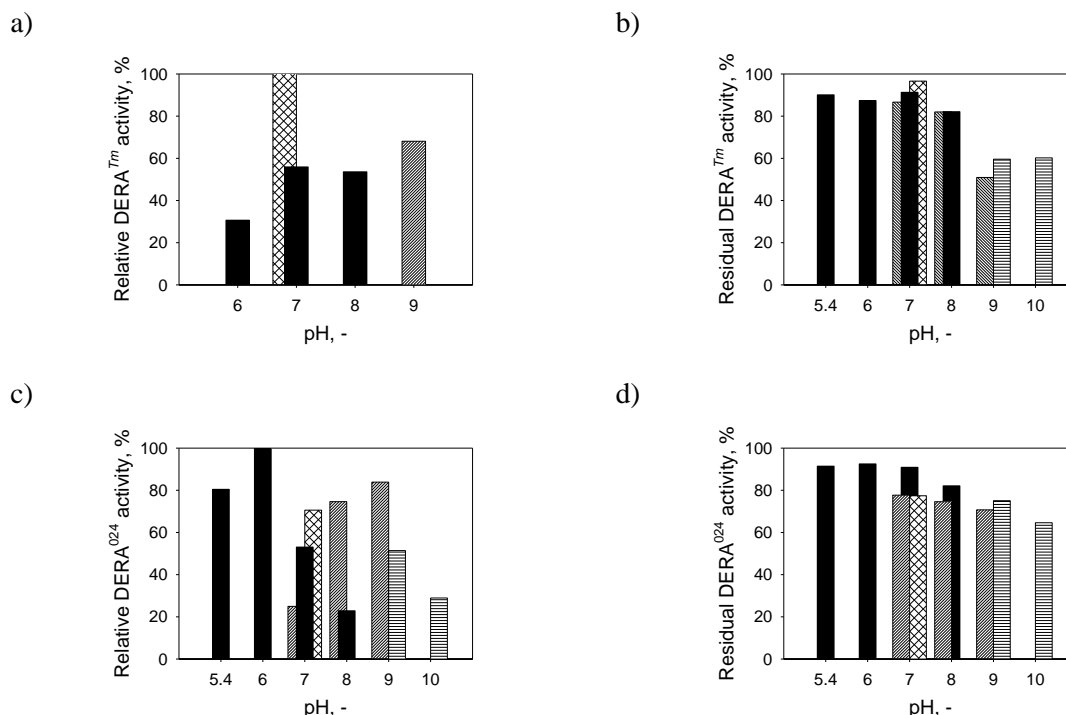 a)
Relative DERA^Tm activity, %
100
80
60
40
20
0
6 7 8 9
pH, -
b)
Residual DERA^Tm activity, %
100
80
60
40
20
0
5.4 6 7 8 9 10
pH, -
c)
Relative DERA^024 activity, %
100
80
60
40
20
0
5.4 6 7 8 9 10
pH, -
d)
Residual DERA^024 activity, %
100
80
60
40
20
0
5.4 6 7 8 9 10
pH, -